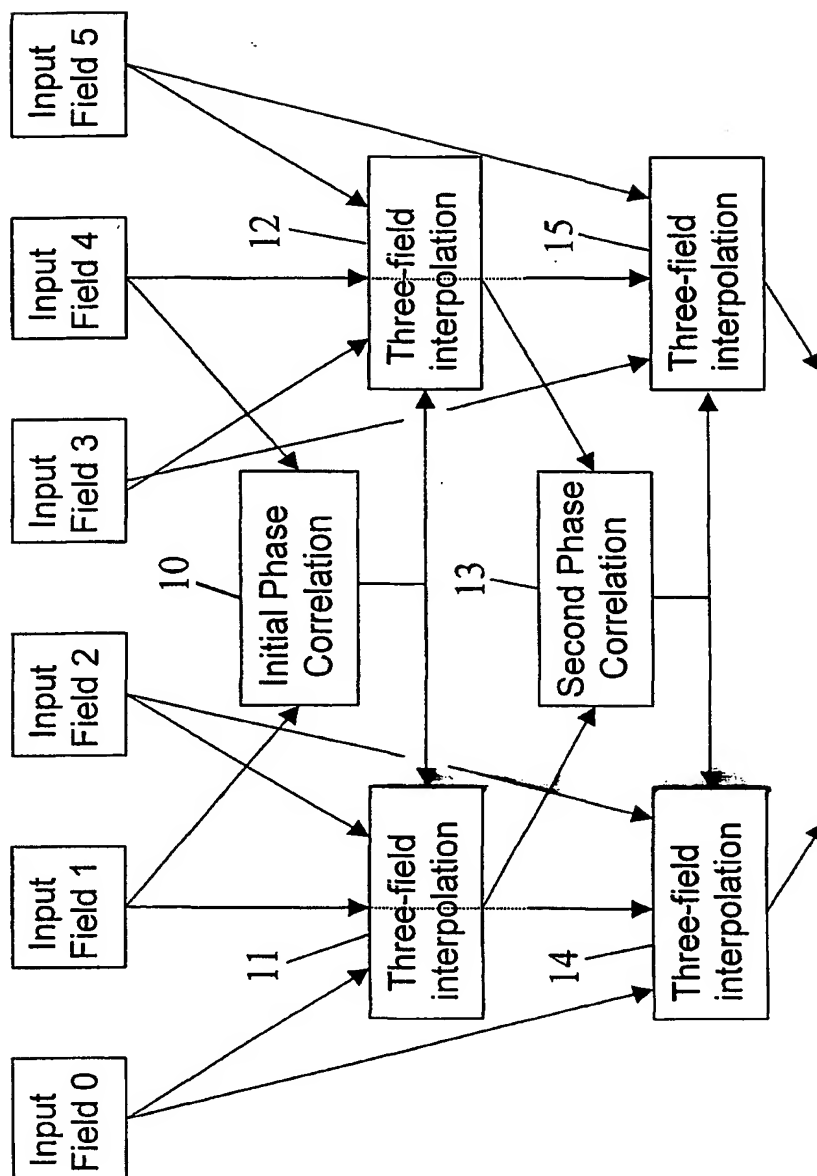 Input
Field 0
Input
Field 1
Input
Field 2
Input
Field 3
Input
Field 4
Input
Field 5
10
Initial Phase
Correlation
11
Three-field
interpolation
12
Three-field
interpolation
13
Second Phase
Correlation
14
Three-field
interpolation
15
Three-field
interpolation